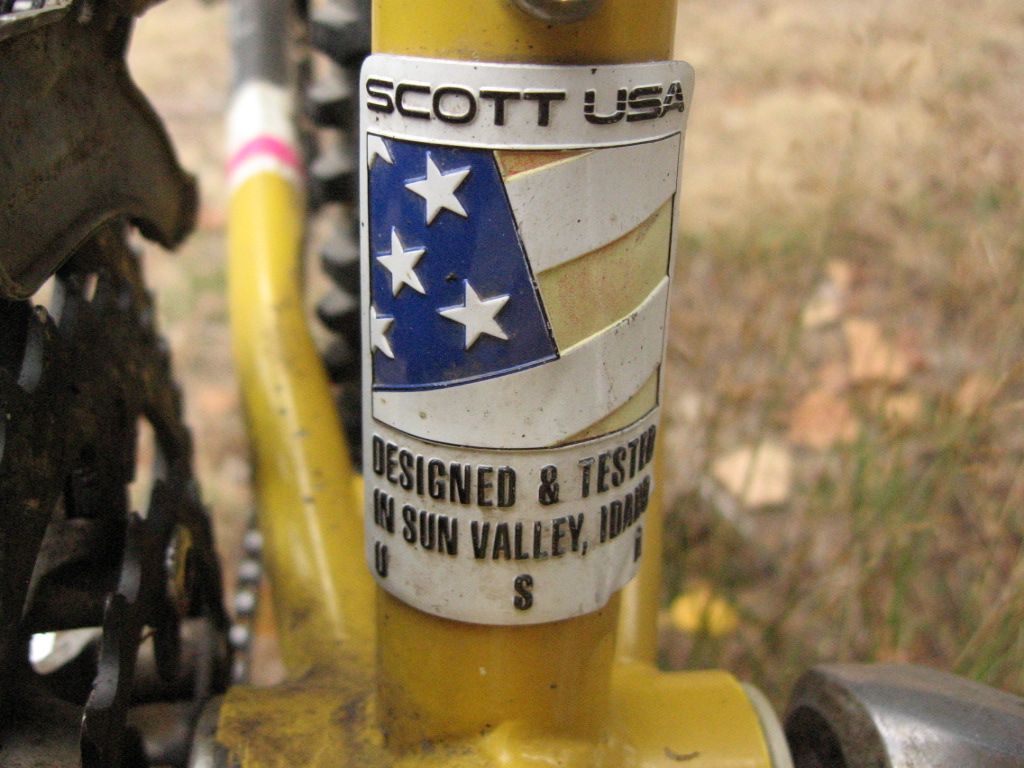 SCOTT USA
DESIGNED & TESTED
IN SUN VALLEY, IDAHO
U S A